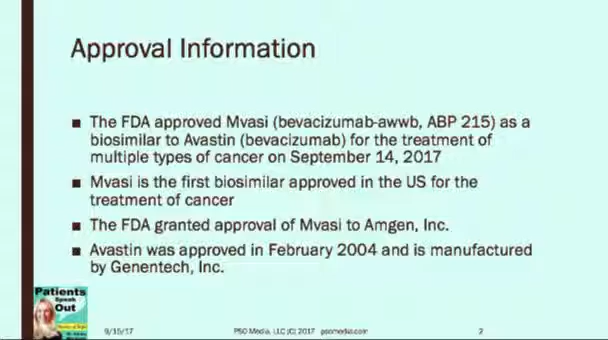 Approval Information
■ The FDA approved Mvasi (bevacizumab-awwb, ABP 215) as a
biosimilar to Avastin (bevacizumab) for the treatment of
multiple types of cancer on September 14, 2017
■ Mvasi is the first biosimilar approved in the US for the
treatment of cancer
■ The FDA granted approval of Mvasi to Amgen, Inc.
■ Avastin was approved in February 2004 and is manufactured
by Genentech, Inc.
Patients
Speak
Out
9/15/17 PSO Media, LLC (C) 2017 psomedia.com 2